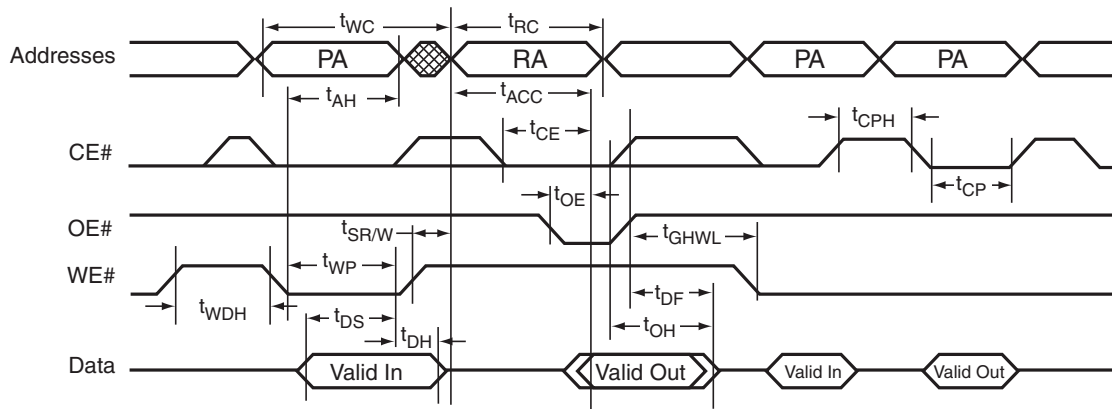 tWC
tRC
Addresses
PA
RA
PA
PA
tAH
tACC
tCPH
tCE
CE#
tCP
tOE
OE#
tSR/W
tGHWL
WE#
tWP
tWDH
tDS
tDF
tDH
tOH
Data
Valid In
Valid Out
Valid In
Valid Out